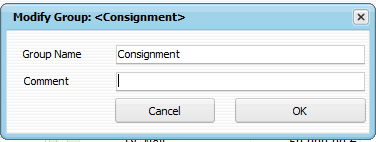 Modify Group: <Consignment>
Group Name Consignment
Comment
Cancel OK